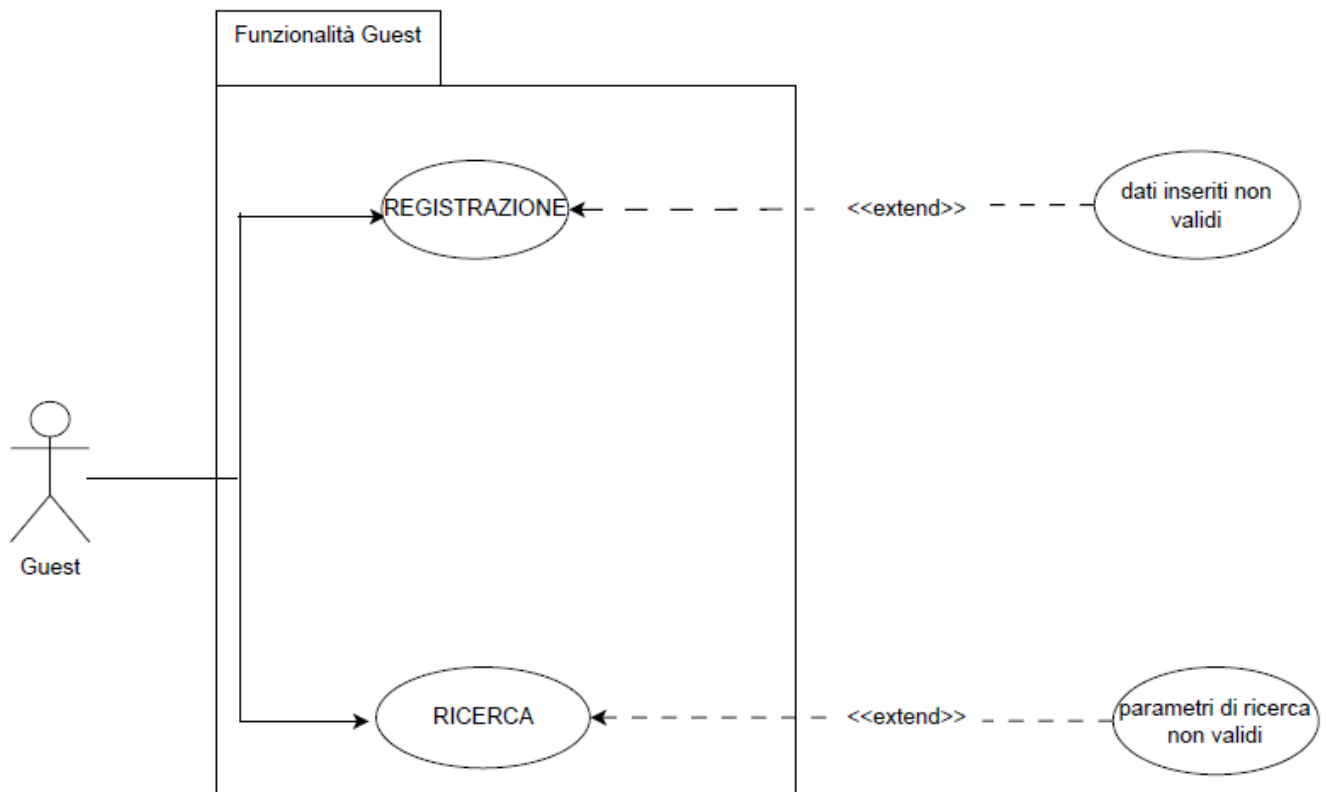 Funzionalità Guest
REGISTRAZIONE
<<extend>>
dati inseriti non
validi
Guest
RICERCA
<<extend>>
parametri di ricerca
non validi